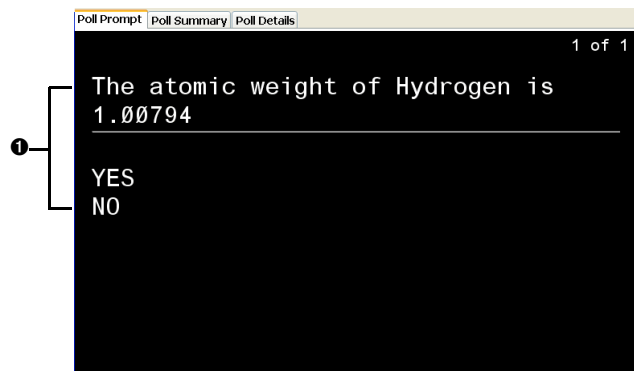 Poll Prompt Poll Summary Poll Details
1 of 1
The atomic weight of Hydrogen is
1.00794
❶
YES
NO